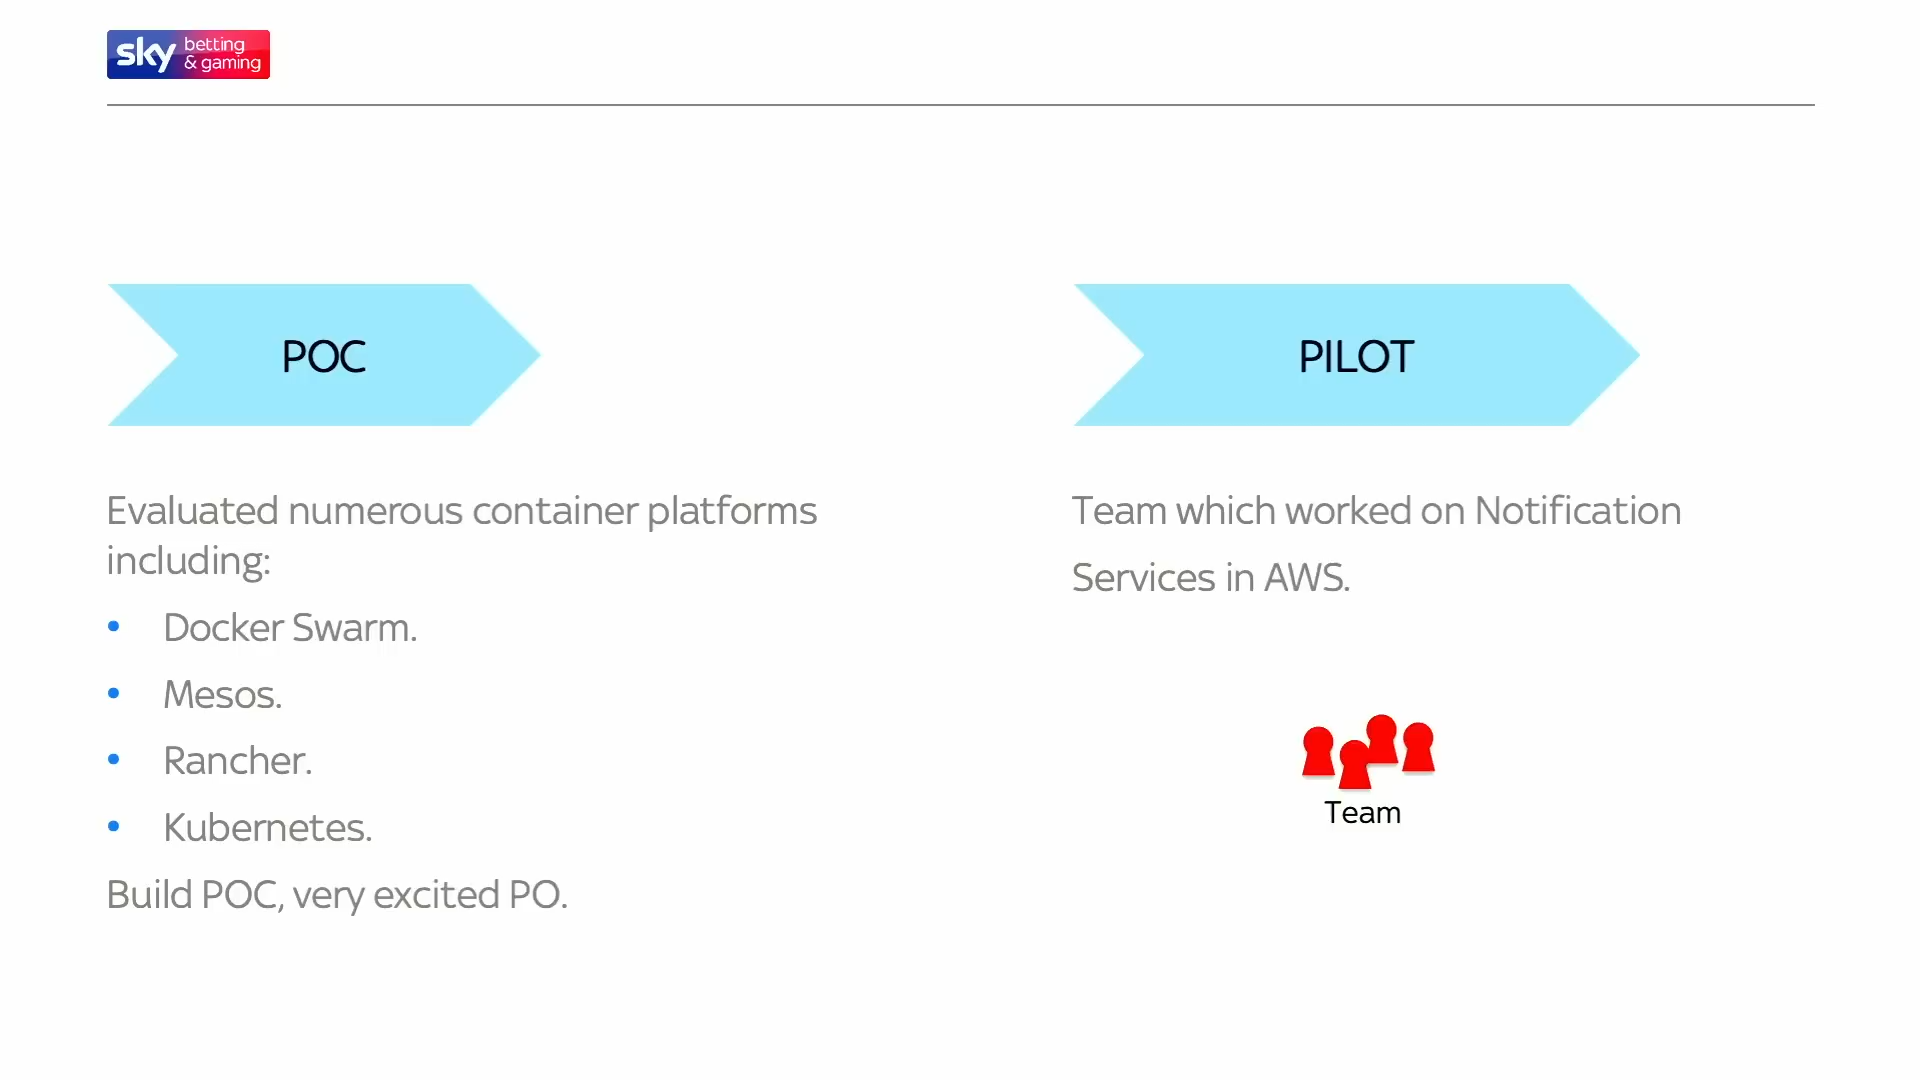 sky betting & gaming
POC
Evaluated numerous container platforms
including:
• Docker Swarm.
• Mesos.
• Rancher.
• Kubernetes.
Build POC, very excited PO.
PILOT
Team which worked on Notification
Services in AWS.
Team